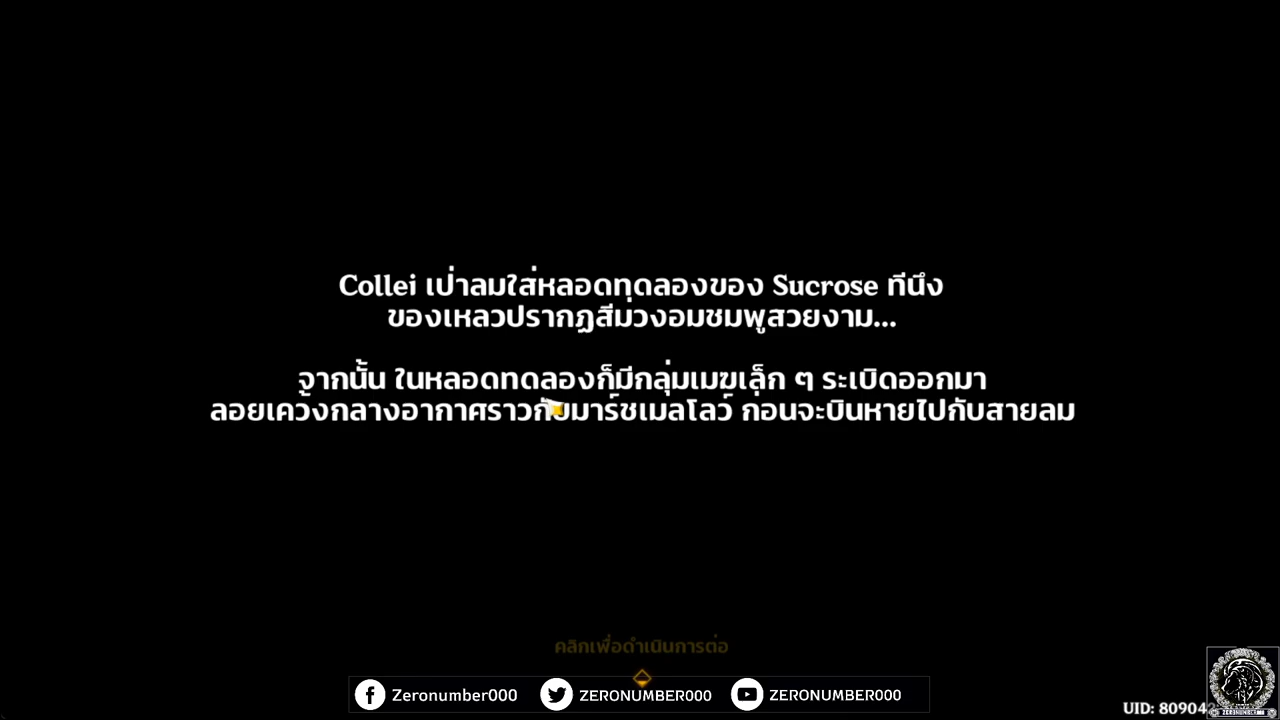 Collei เป่าลมใส่หลอดทดลองของ Sucrose ทีนึง
ของเหลวปรากฏสีม่วงอมชมพูสวยงาม...
จากนั้น ในหลอดทดลองก็มีกลุ่มเมฆเล็ก ๆ ระเบิดออกมา
ลอยเคว้งกลางอากาศราวกับมาร์ชเมลโลว์ ก่อนจะบินหายไปกับสายลม
คลิกเพื่อดำเนินการต่อ
Zeronumber000
ZERONUMBER000
ZERONUMBER000
UID: 80904